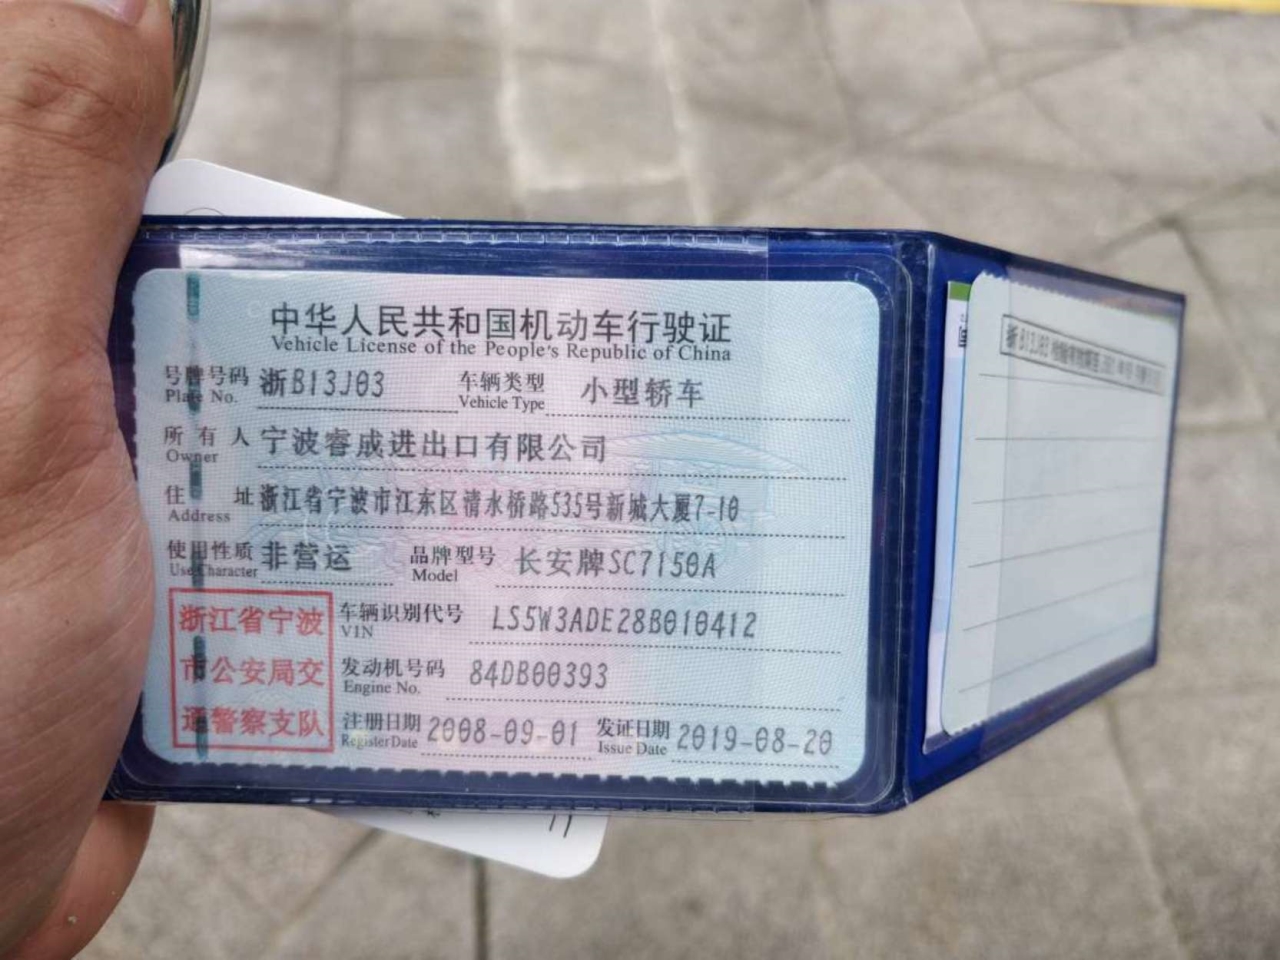 中华人民共和国机动车行驶证
Vehicle License of the People's Republic of China
号牌号码 浙B13J03 车辆类型 小型轿车
Plate No. Vehicle Type
所有人 宁波睿成进出口有限公司
Owner
住址 浙江省宁波市江东区清水桥路535号新城大厦7-10
Address
使用性质 非营运 品牌型号 长安牌SC7150A
Use Character Model
浙江省宁波
市公安局交
通警察支队
车辆识别代号 LS5W3ADE28B010412
VIN
发动机号码 84DB00393
Engine No.
注册日期 2008-09-01 发证日期 2019-08-20
Register Date Issue Date
浙B13J03